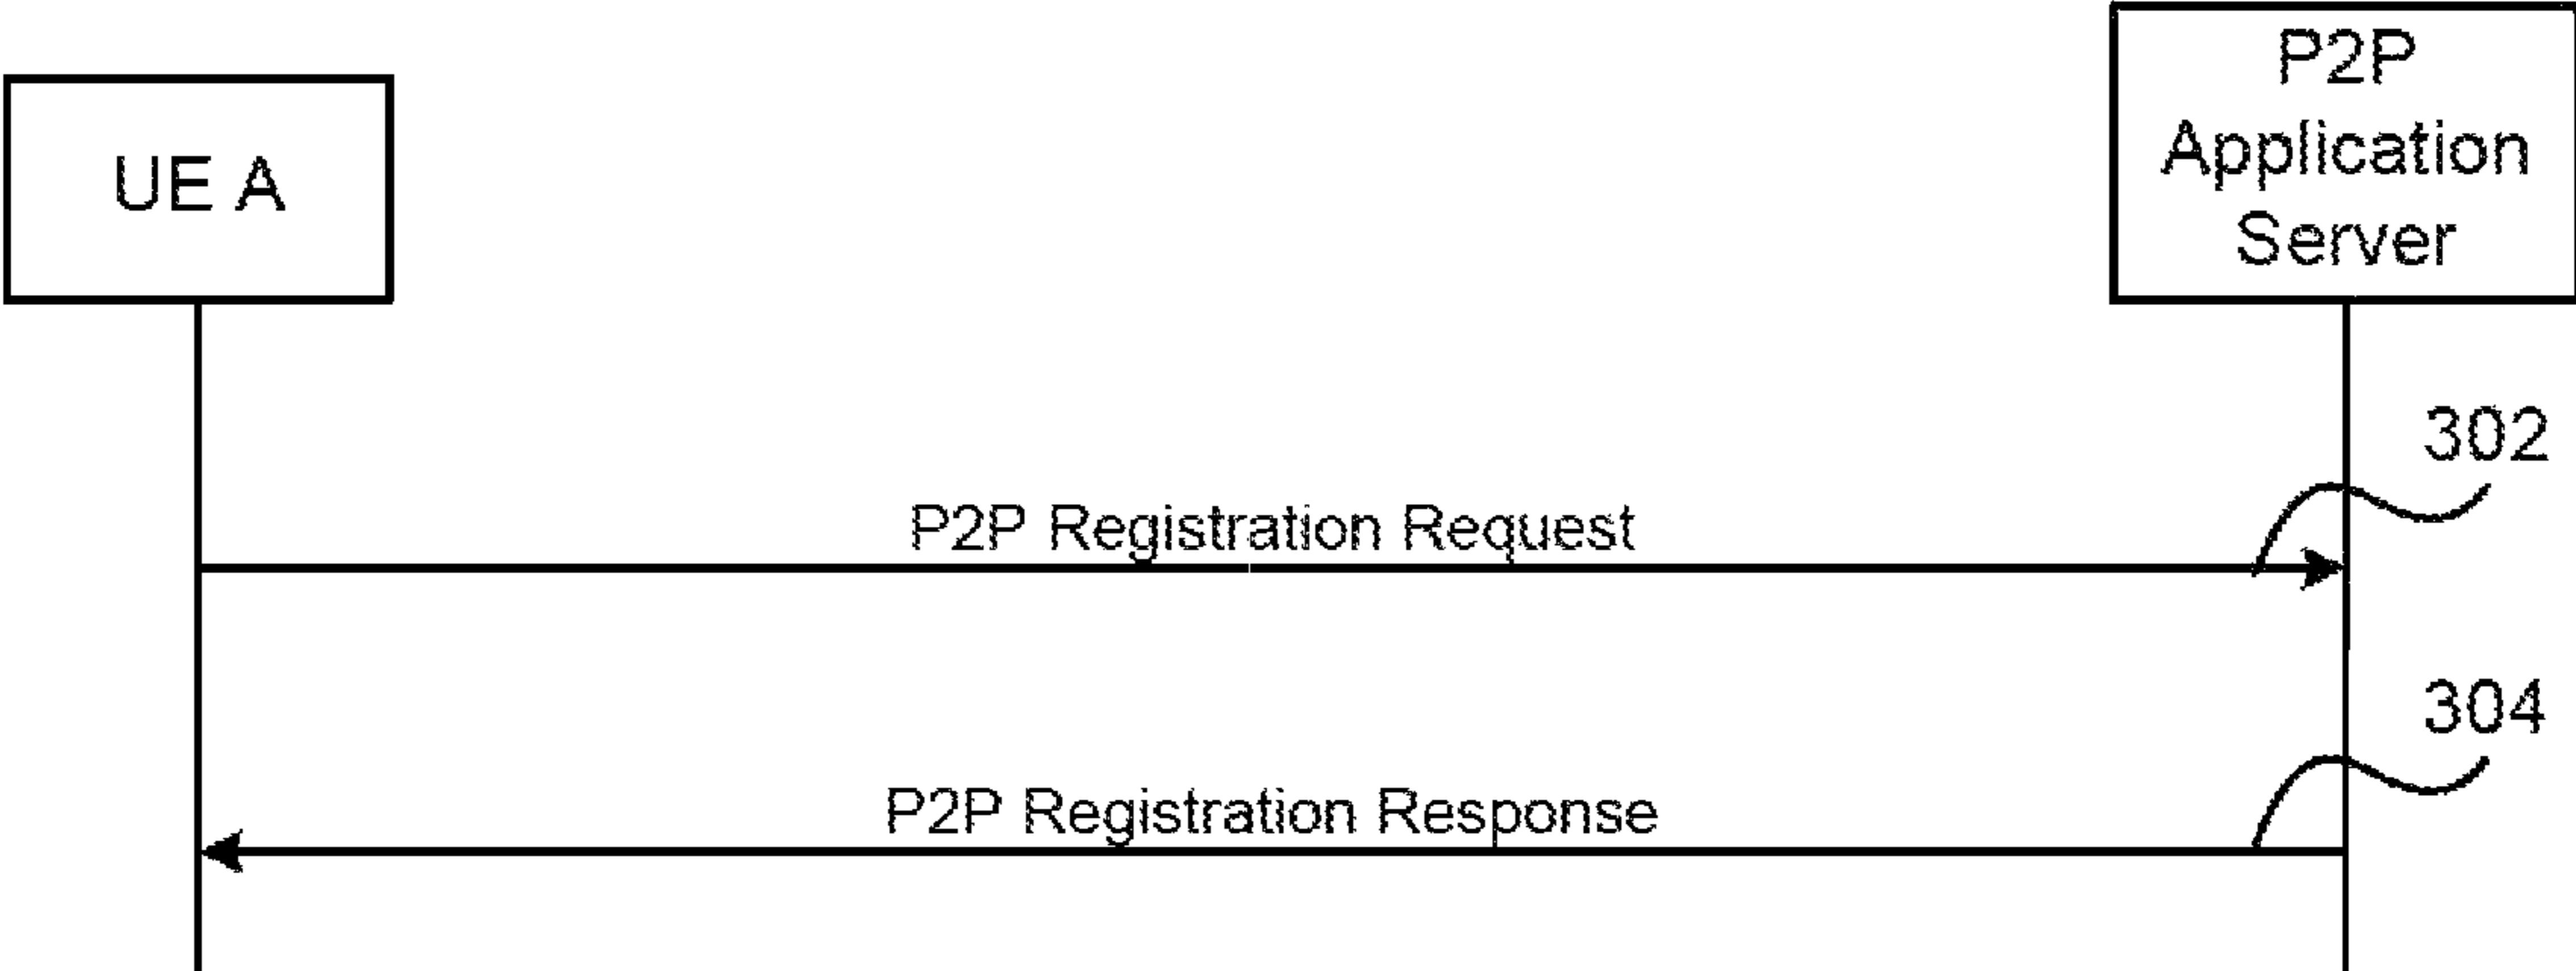 UE A
P2P
Application
Server
302
P2P Registration Request
304
P2P Registration Response